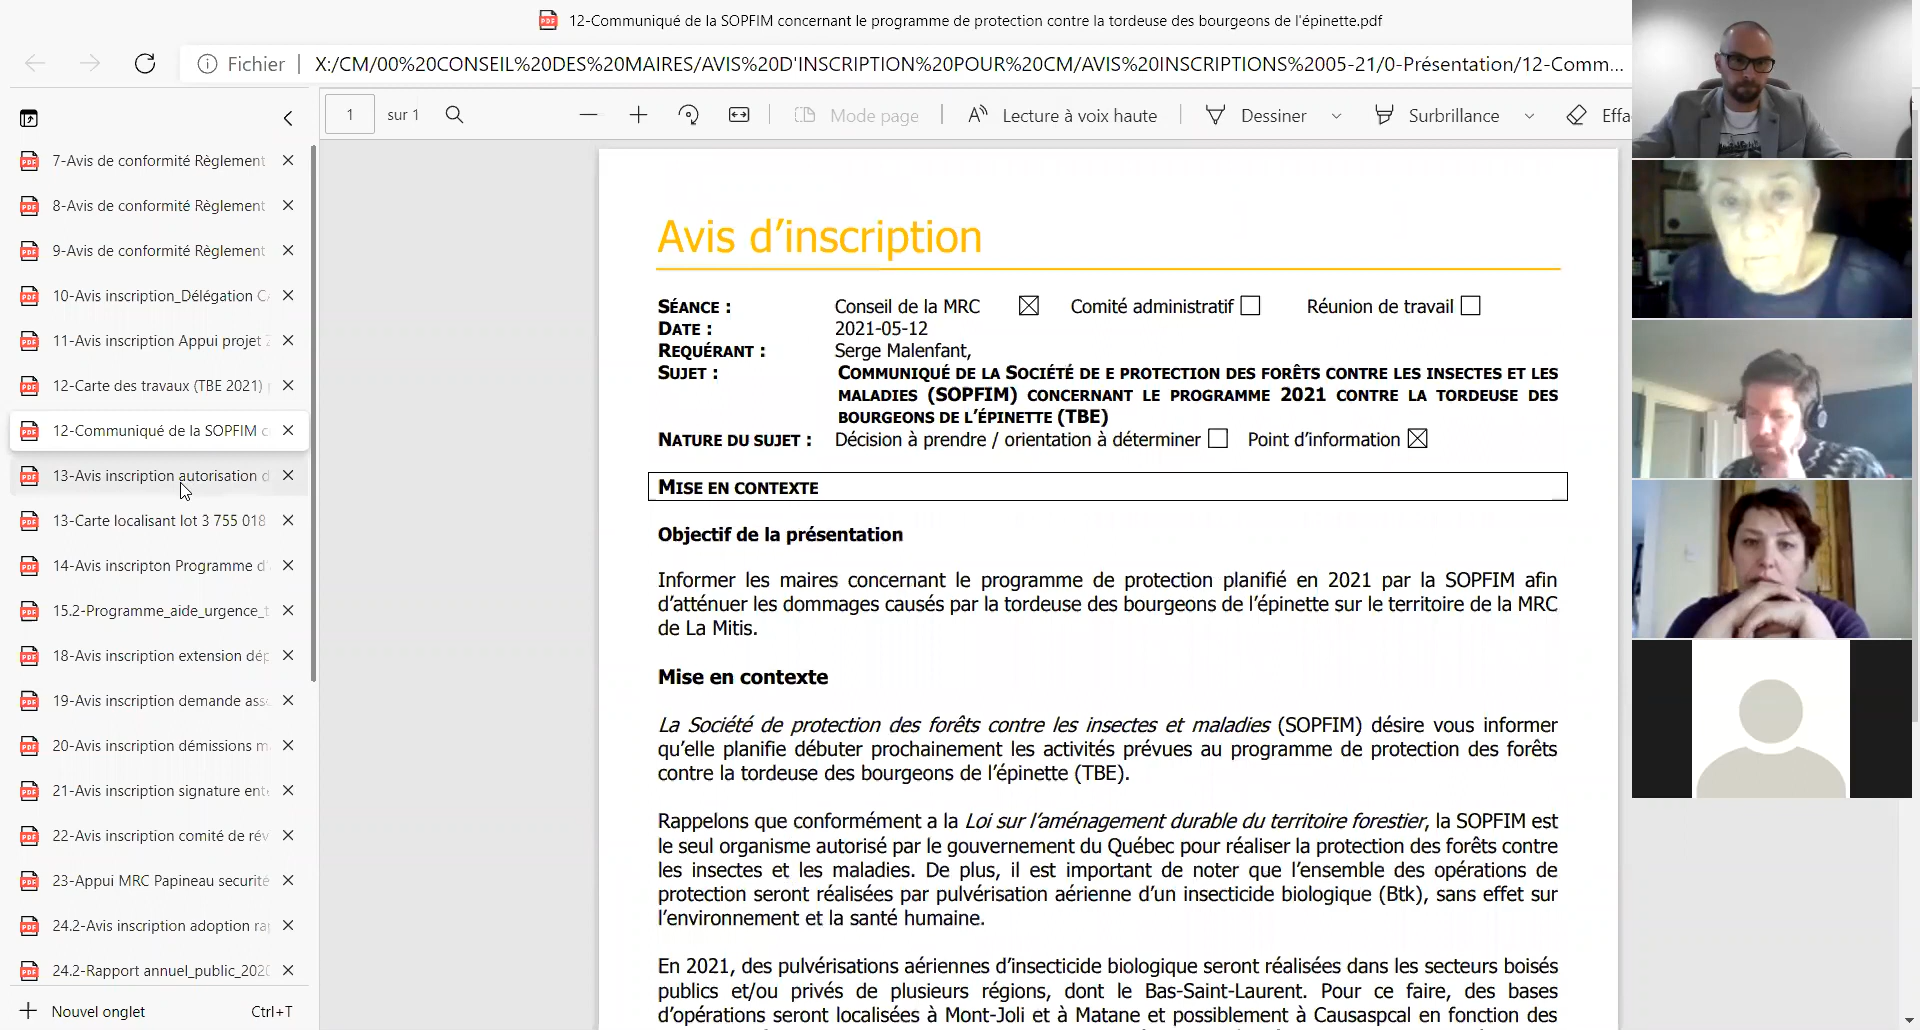 12-Communiqué de la SOPFIM concernant le programme de protection contre la tordeuse des bourgeons de l'épinette.pdf
Fichier
X:/CM/00%20CONSEIL%20DES%20MAIRES/AVIS%20D'INSCRIPTION%20POUR%20CM/AVIS%20INSCRIPTIONS%2005-21/0-Présentation/12-Comm...
1 sur 1
Mode page
Lecture à voix haute
Dessiner
Surbrillance
Effa
7-Avis de conformité Règlement
8-Avis de conformité Règlement
9-Avis de conformité Règlement
10-Avis inscription_Délégation CA
11-Avis inscription Appui projet
12-Carte des travaux (TBE 2021)
12-Communiqué de la SOPFIM c
13-Avis inscription autorisation d
13-Carte localisant lot 3 755 018
14-Avis inscripton Programme d'
15.2-Programme_aide_urgence_t
18-Avis inscription extension dép
19-Avis inscription demande asso
20-Avis inscription démissions m
21-Avis inscription signature ente
22-Avis inscription comité de rév
23-Appui MRC Papineau securité
24.2-Avis inscription adoption rap
24.2-Rapport annuel_public_2020
Nouvel onglet Ctrl+T
Avis d'inscription
SÉANCE : Conseil de la MRC ☒ Comité administratif ☐ Réunion de travail ☐
DATE : 2021-05-12
REQUÉRANT : Serge Malenfant,
SUJET : COMMUNIQUÉ DE LA SOCIÉTÉ DE E PROTECTION DES FORÊTS CONTRE LES INSECTES ET LES
MALADIES (SOPFIM) CONCERNANT LE PROGRAMME 2021 CONTRE LA TORDEUSE DES
BOURGEONS DE L'ÉPINETTE (TBE)
NATURE DU SUJET : Décision à prendre / orientation à déterminer ☐ Point d'information ☒
MISE EN CONTEXTE
Objectif de la présentation
Informer les maires concernant le programme de protection planifié en 2021 par la SOPFIM afin
d'atténuer les dommages causés par la tordeuse des bourgeons de l'épinette sur le territoire de la MRC
de La Mitis.
Mise en contexte
La Société de protection des forêts contre les insectes et maladies (SOPFIM) désire vous informer
qu'elle planifie débuter prochainement les activités prévues au programme de protection des forêts
contre la tordeuse des bourgeons de l'épinette (TBE).
Rappelons que conformément a la Loi sur l'aménagement durable du territoire forestier, la SOPFIM est
le seul organisme autorisé par le gouvernement du Québec pour réaliser la protection des forêts contre
les insectes et les maladies. De plus, il est important de noter que l'ensemble des opérations de
protection seront réalisées par pulvérisation aérienne d'un insecticide biologique (Btk), sans effet sur
l'environnement et la santé humaine.
En 2021, des pulvérisations aériennes d'insecticide biologique seront réalisées dans les secteurs boisés
publics et/ou privés de plusieurs régions, dont le Bas-Saint-Laurent. Pour ce faire, des bases
d'opérations seront localisées à Mont-Joli et à Matane et possiblement à Causaspcal en fonction des